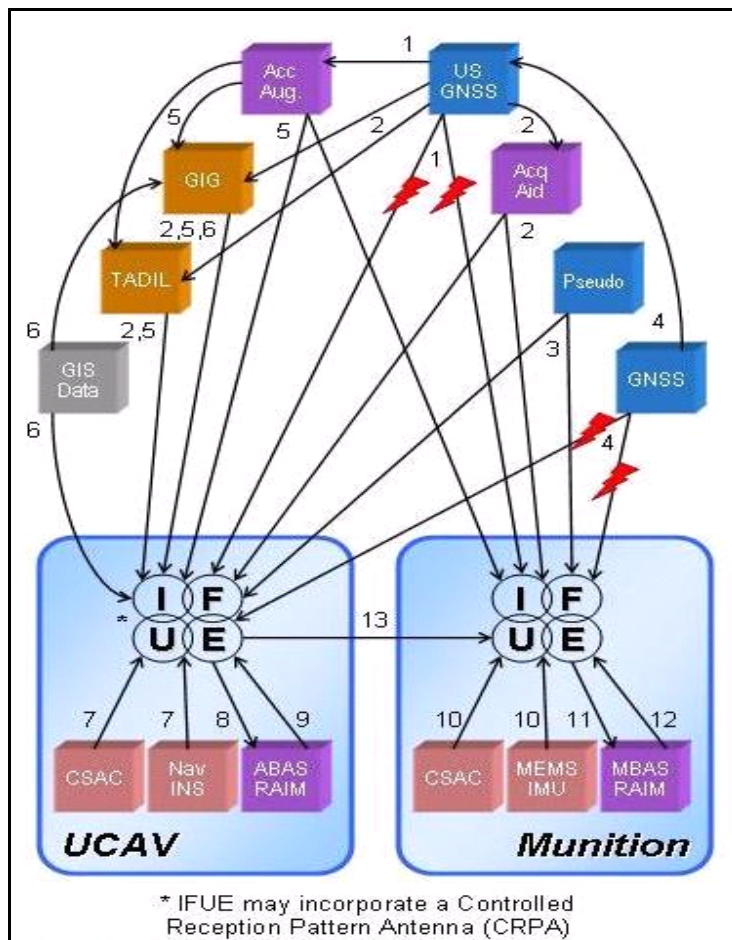 1
Acc
Aug.
US
GNSS
5
5
2
2
GIG
1
Acq
Aid
2,5,6
2
TADIL
Pseudo
6
2,5
3
4
GIS
Data
GNSS
6
4
I F
U E
*
13
I F
U E
7
7
8
9
10
10
11
12
CSAC
Nav
INS
ABAS
RAIM
CSAC
MEMS
IMU
MBAS
RAIM
UCAV
Munition
* IFUE may incorporate a Controlled
Reception Pattern Antenna (CRPA)